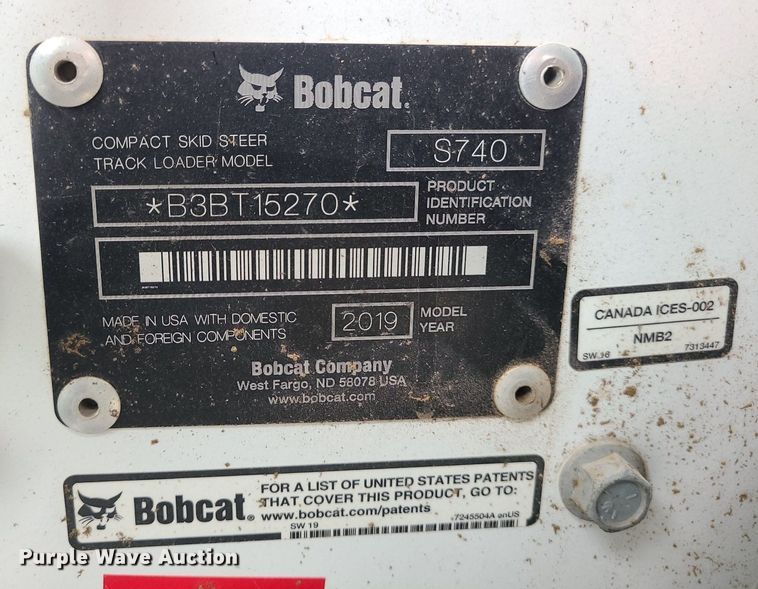 Bobcat®
COMPACT SKID STEER
TRACK LOADER MODEL
S740
*B3BT15270*
PRODUCT
IDENTIFICATION
NUMBER
MADE IN USA WITH DOMESTIC
AND FOREIGN COMPONENTS
2019
MODEL
YEAR
Bobcat Company
West Fargo, ND 58078 USA
www.bobcat.com
CANADA ICES-002
NMB2
SW 16 7313447
Bobcat®
FOR A LIST OF UNITED STATES PATENTS
THAT COVER THIS PRODUCT, GO TO:
www.bobcat.com/patents
SW 19 7245504A enUS
Purple Wave Auction